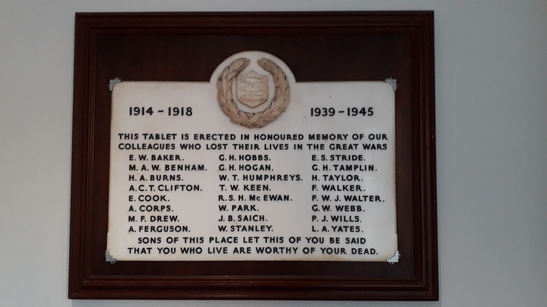 1914 - 1918 1939 - 1945
THIS TABLET IS ERECTED IN HONOURED MEMORY OF OUR
COLLEAGUES WHO LOST THEIR LIVES IN THE GREAT WARS
E. W. BAKER. G. H. HOBBS. E. S. STRIDE.
M. A. W. BENHAM. G. H. HOGAN. G. H. TAMPLIN.
H. A. BURNS. W. T. HUMPHREYS. H. TAYLOR.
A. C. T. CLIFTON. T. W. KEEN. F. WALKER.
E. COOK. R. S. H. Mc EWAN. F. W. J. WALTER.
A. CORPS. W. PARK. G. W. WEBB.
M. F. DREW. J. B. SAICH. P. J. WILLS.
A. FERGUSON. W. STANLEY. L. A. YATES.
SONS OF THIS PLACE LET THIS OF YOU BE SAID
THAT YOU WHO LIVE ARE WORTHY OF YOUR DEAD.